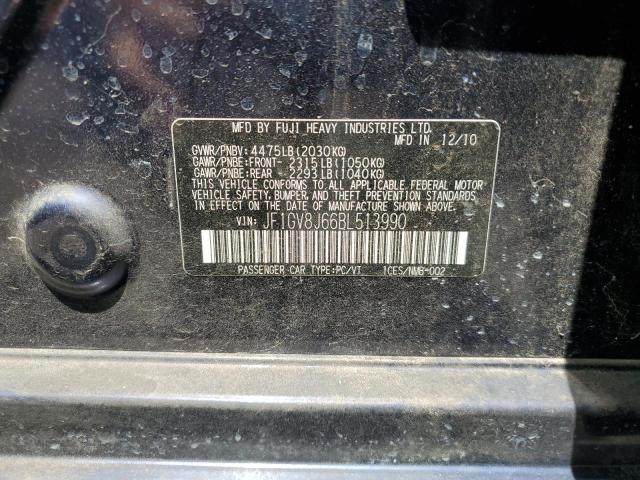 MFD BY FUJI HEAVY INDUSTRIES LTD.
MFD IN 12/10
GVWR/PNBV: 4475LB(2030KG)
GAWR/PNBE:FRONT- 2315LB(1050KG)
GAWR/PNBE:REAR - 2293LB(1040KG)
THIS VEHICLE CONFORMS TO ALL APPLICABLE FEDERAL MOTOR
VEHICLE SAFETY, BUMPER, AND THEFT PREVENTION STANDARDS
IN EFFECT ON THE DATE OF MANUFACTURE SHOWN ABOVE.
VIN: JF1GV8J66BL513990
PASSENGER CAR TYPE:PC/VT 1CES/NMB-002